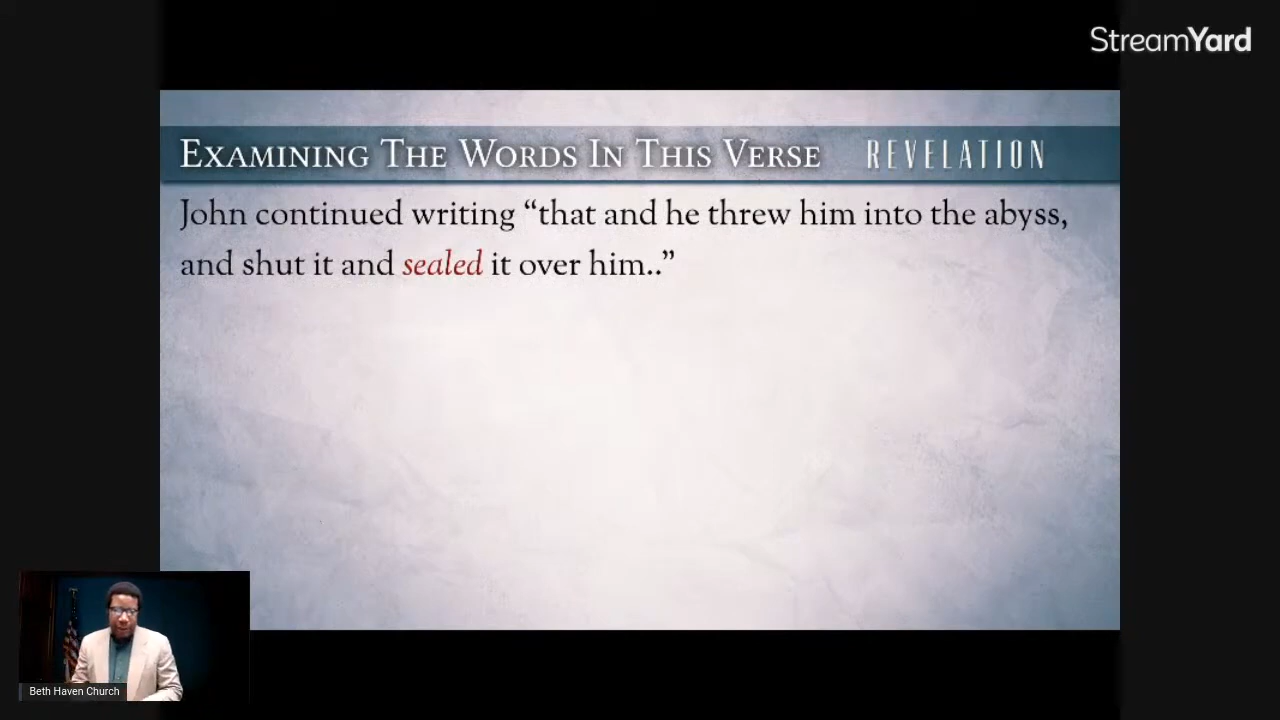 StreamYard
Examining The Words In This Verse REVELATION
John continued writing “that and he threw him into the abyss,
and shut it and sealed it over him..”
Beth Haven Church